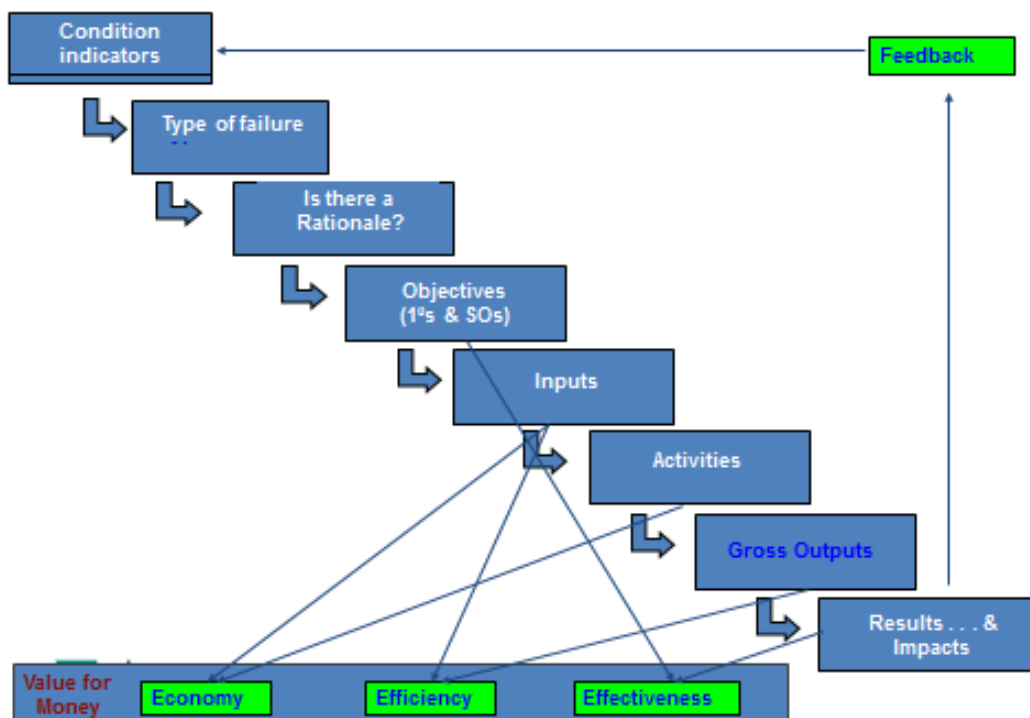 Condition
indicators
Feedback
Type of failure
Is there a
Rationale?
Objectives
(1ºs & SOs)
Inputs
Activities
Gross Outputs
Results . . . &
Impacts
Value for
Money
Economy
Efficiency
Effectiveness